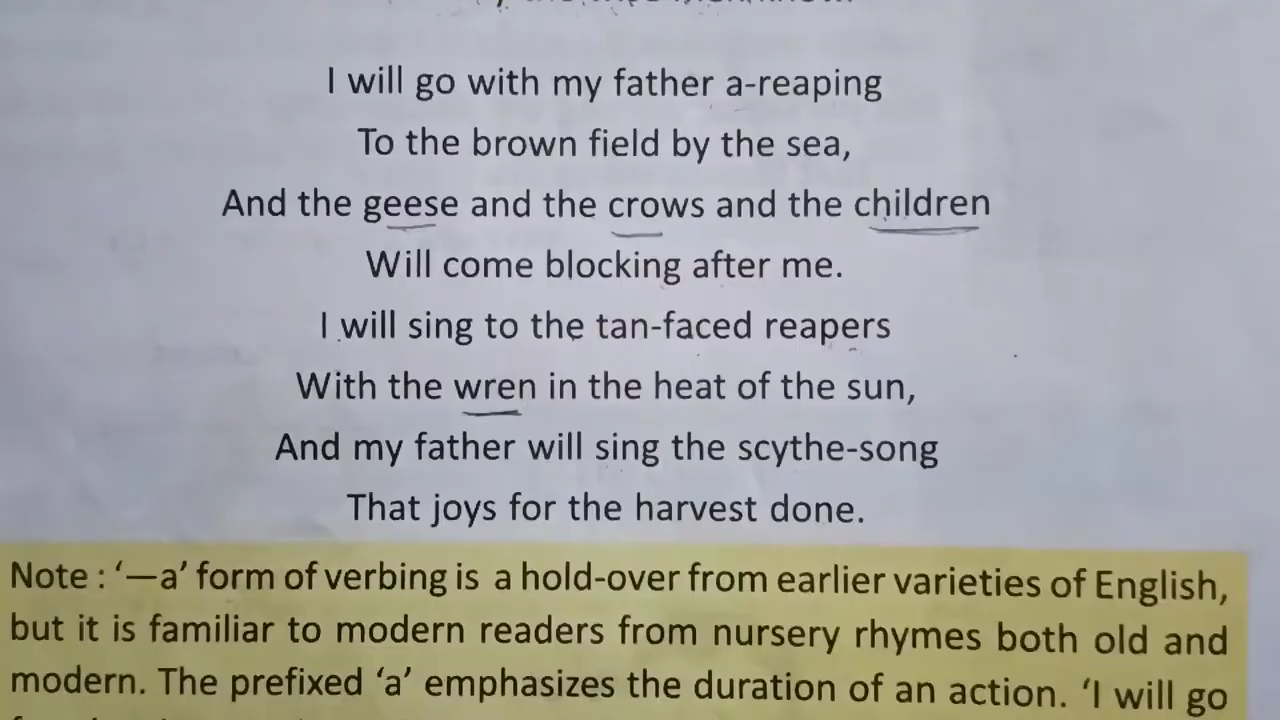 I will go with my father a-reaping
To the brown field by the sea,
And the geese and the crows and the children
Will come blocking after me.
I will sing to the tan-faced reapers
With the wren in the heat of the sun,
And my father will sing the scythe-song
That joys for the harvest done.
Note : ‘—a’ form of verbing is a hold-over from earlier varieties of English,
but it is familiar to modern readers from nursery rhymes both old and
modern. The prefixed ‘a’ emphasizes the duration of an action. ‘I will go